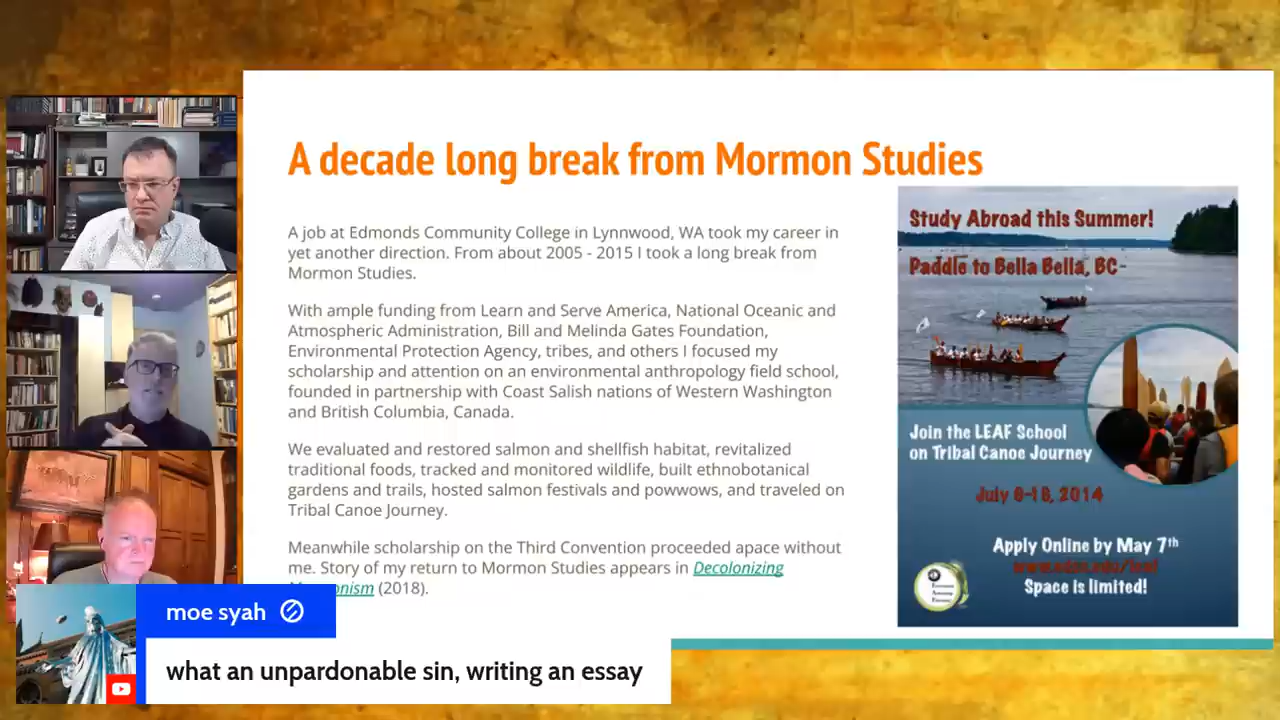 A decade long break from Mormon Studies
A job at Edmonds Community College in Lynnwood, WA took my career in
yet another direction. From about 2005 - 2015 I took a long break from
Mormon Studies.
With ample funding from Learn and Serve America, National Oceanic and
Atmospheric Administration, Bill and Melinda Gates Foundation,
Environmental Protection Agency, tribes, and others I focused my
scholarship and attention on an environmental anthropology field school,
founded in partnership with Coast Salish nations of Western Washington
and British Columbia, Canada.
We evaluated and restored salmon and shellfish habitat, revitalized
traditional foods, tracked and monitored wildlife, built ethnobotanical
gardens and trails, hosted salmon festivals and powwows, and traveled on
Tribal Canoe Journey.
Meanwhile scholarship on the Third Convention proceeded apace without
me. Story of my return to Mormon Studies appears in Decolonizing
(2018).
Study Abroad this Summer!
Paddle to Bella Bella, BC
Join the LEAF School
on Tribal Canoe Journey
July 6-16, 2014
Apply Online by May 7th
Space is limited!
moe syah
what an unpardonable sin, writing an essay